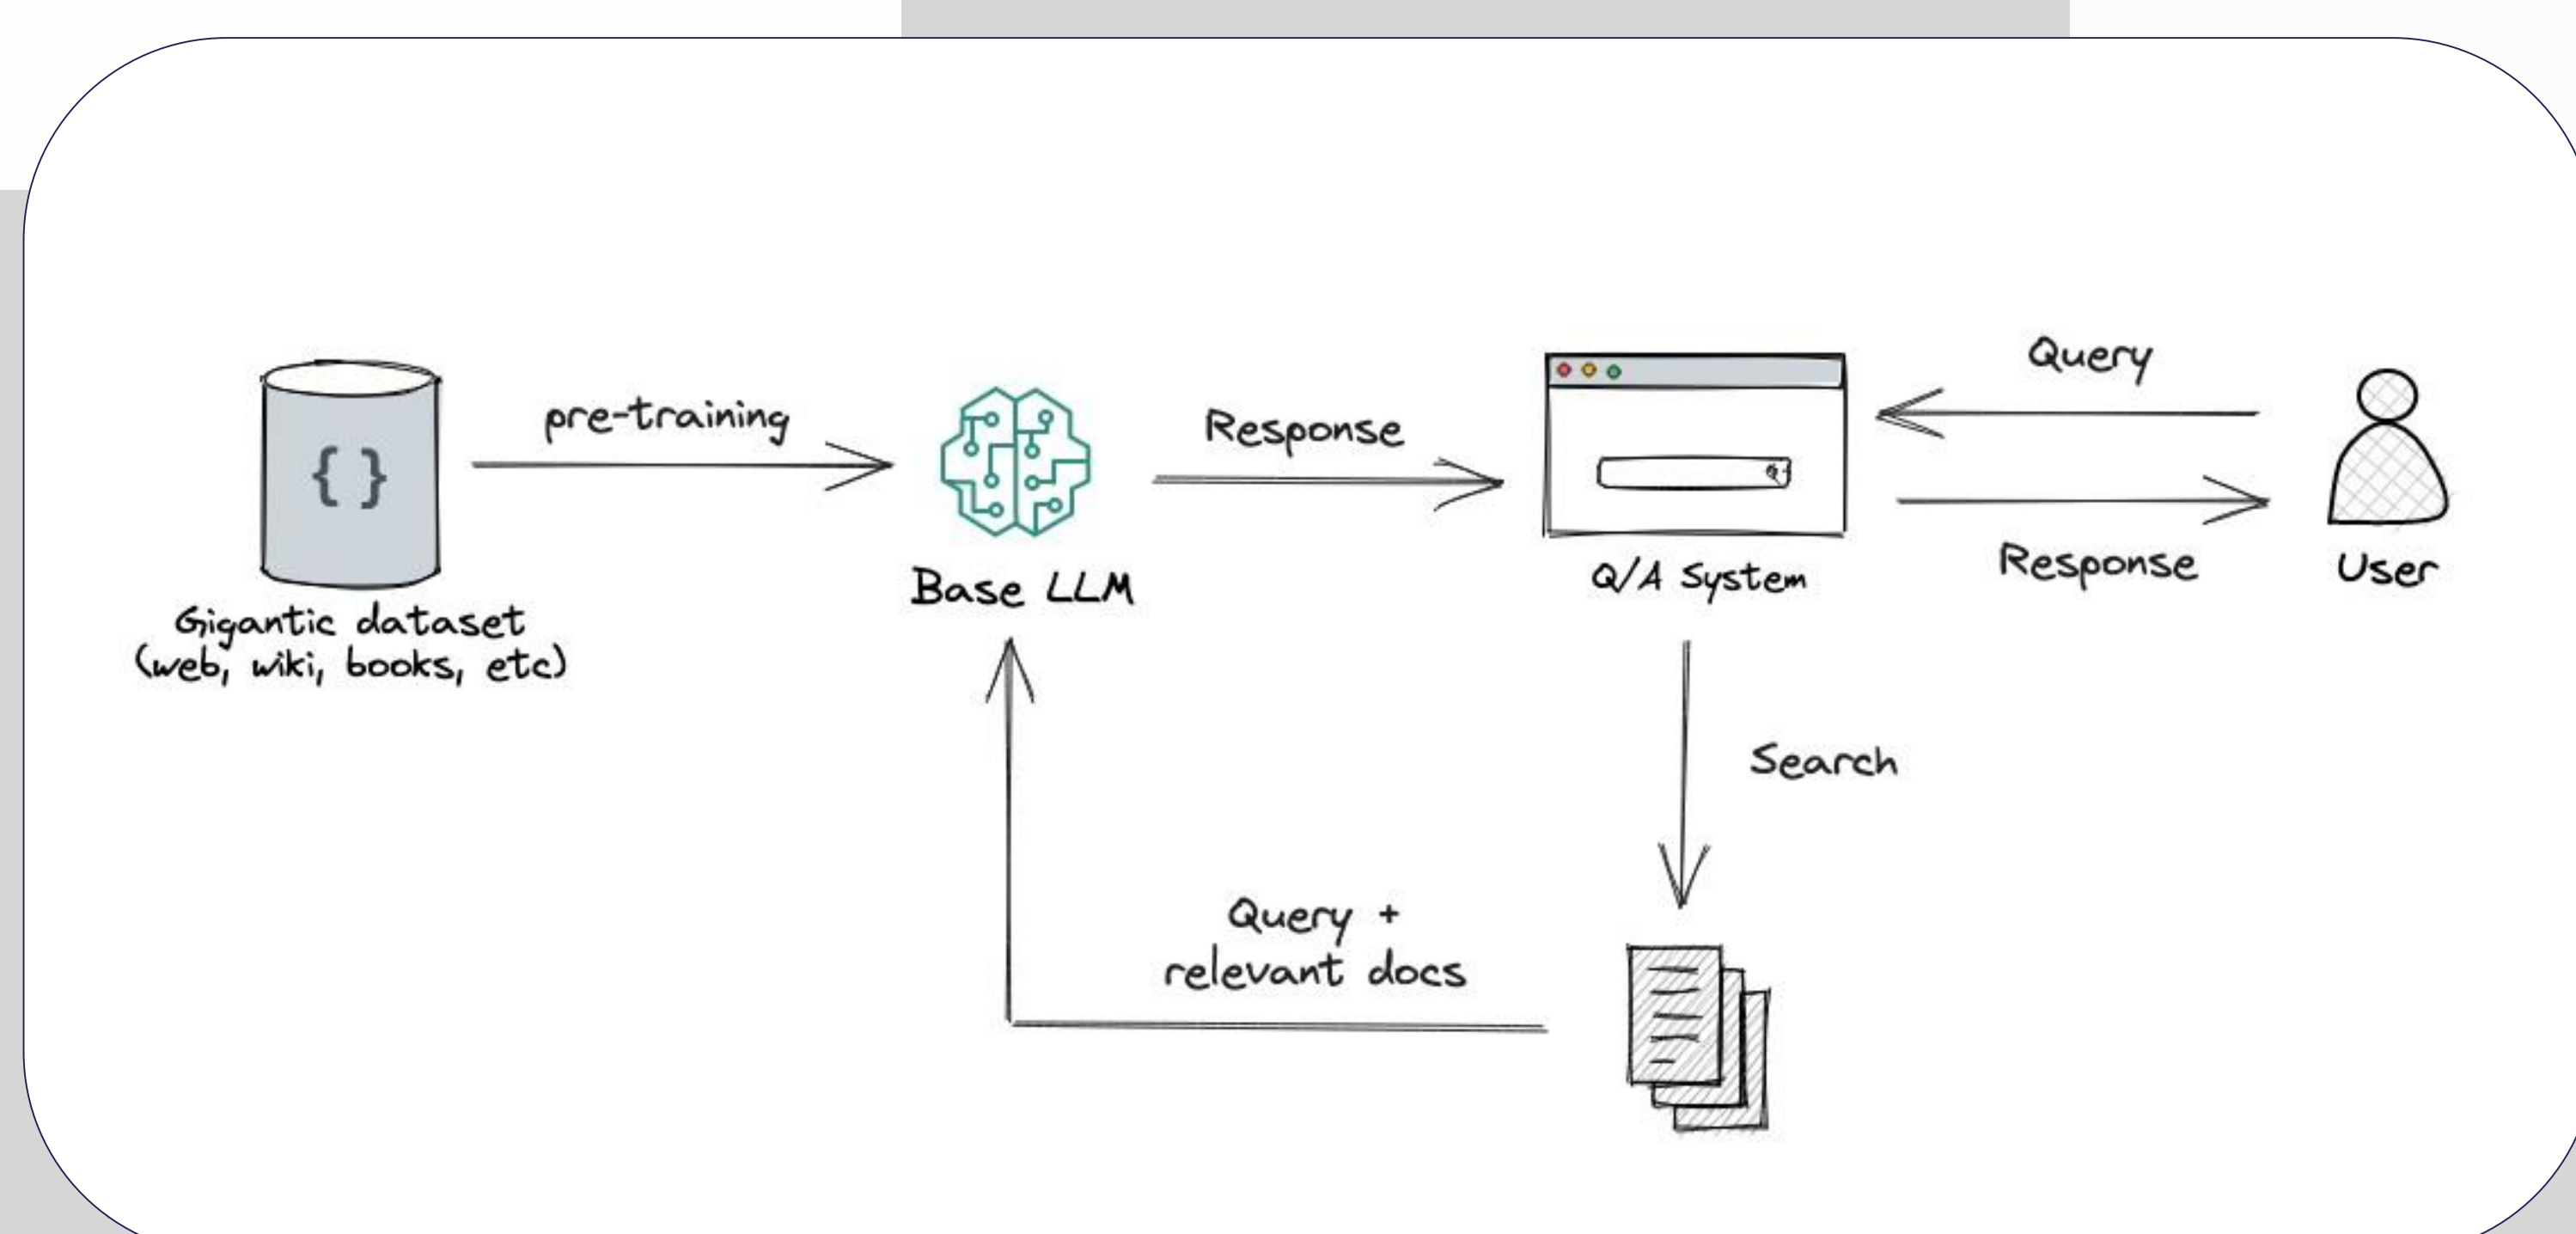 Query
pre-training
Response
{ }
Q/A System
Response
User
Base LLM
Gigantic dataset
(web, wiki, books, etc)
Search
Query +
relevant docs